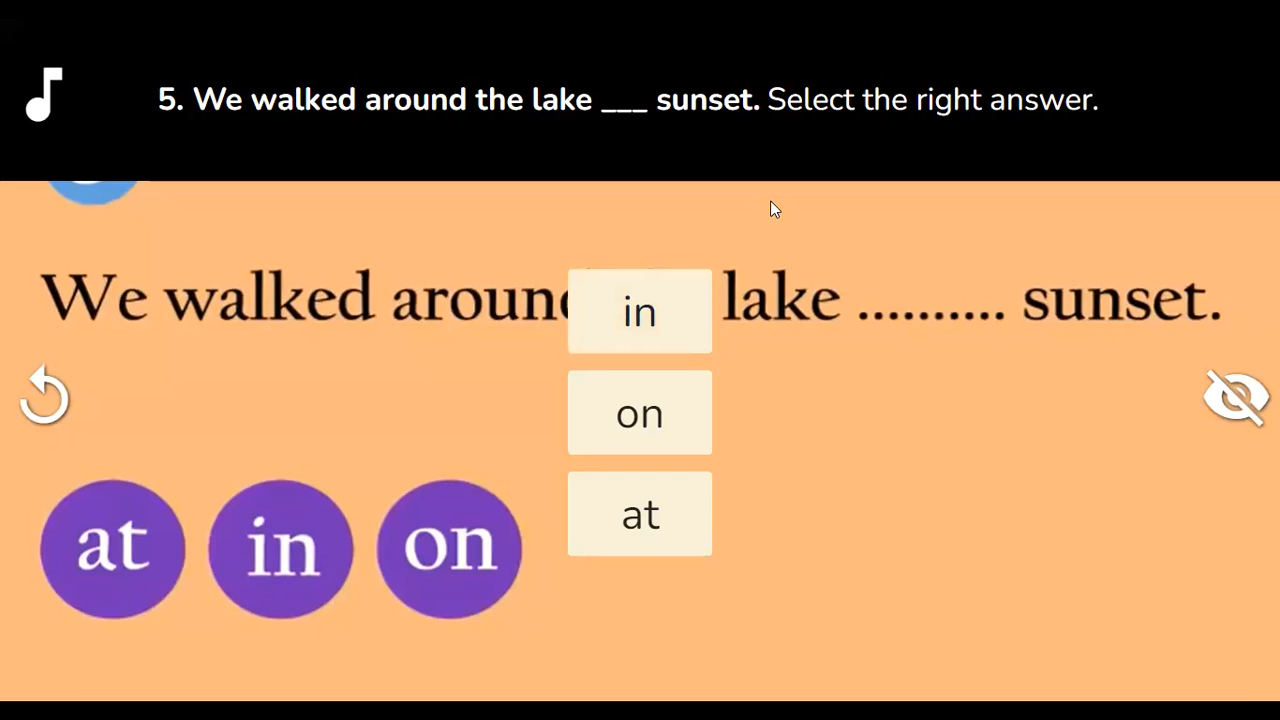 5. We walked around the lake ___ sunset. Select the right answer.
We walked around lake .......... sunset.
in
on
at
at in on